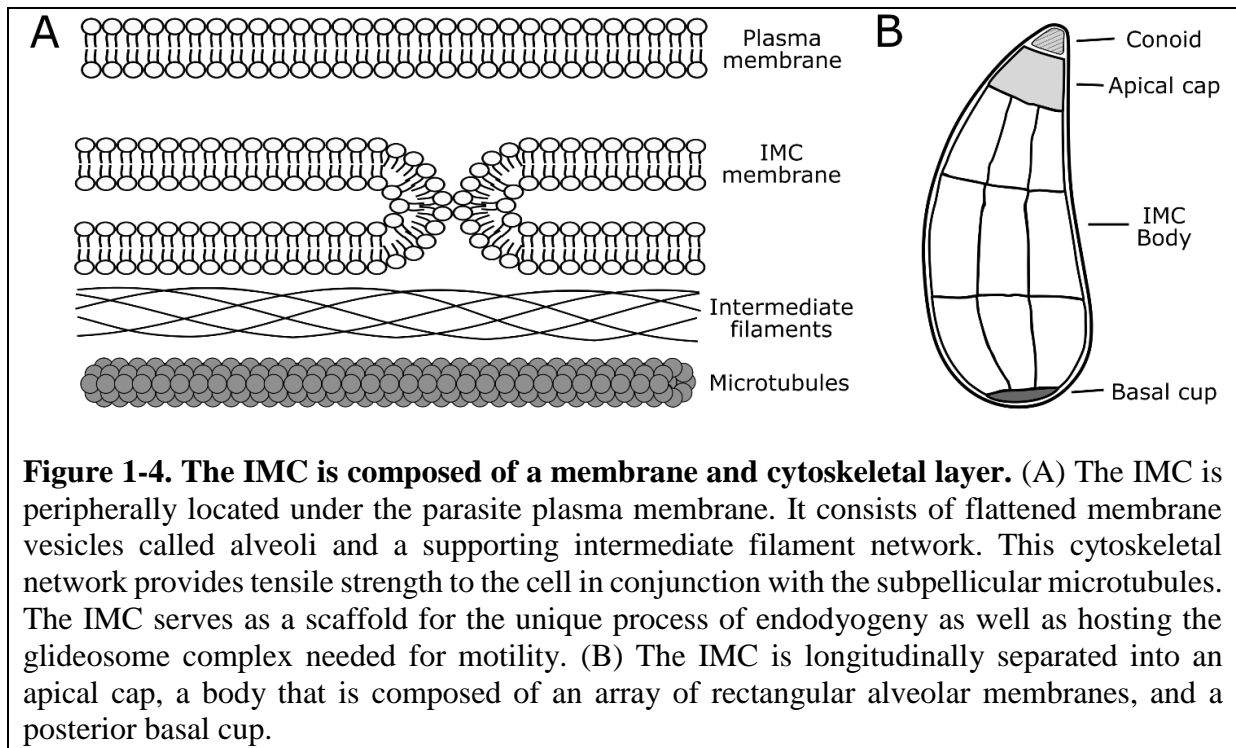 A
Plasma
membrane
IMC
membrane
Intermediate
filaments
Microtubules
B
Conoid
Apical cap
IMC
Body
Basal cup
Figure 1-4. The IMC is composed of a membrane and cytoskeletal layer. (A) The IMC is
peripherally located under the parasite plasma membrane. It consists of flattened membrane
vesicles called alveoli and a supporting intermediate filament network. This cytoskeletal
network provides tensile strength to the cell in conjunction with the subpellicular microtubules.
The IMC serves as a scaffold for the unique process of endodyogeny as well as hosting the
glideosome complex needed for motility. (B) The IMC is longitudinally separated into an
apical cap, a body that is composed of an array of rectangular alveolar membranes, and a
posterior basal cup.